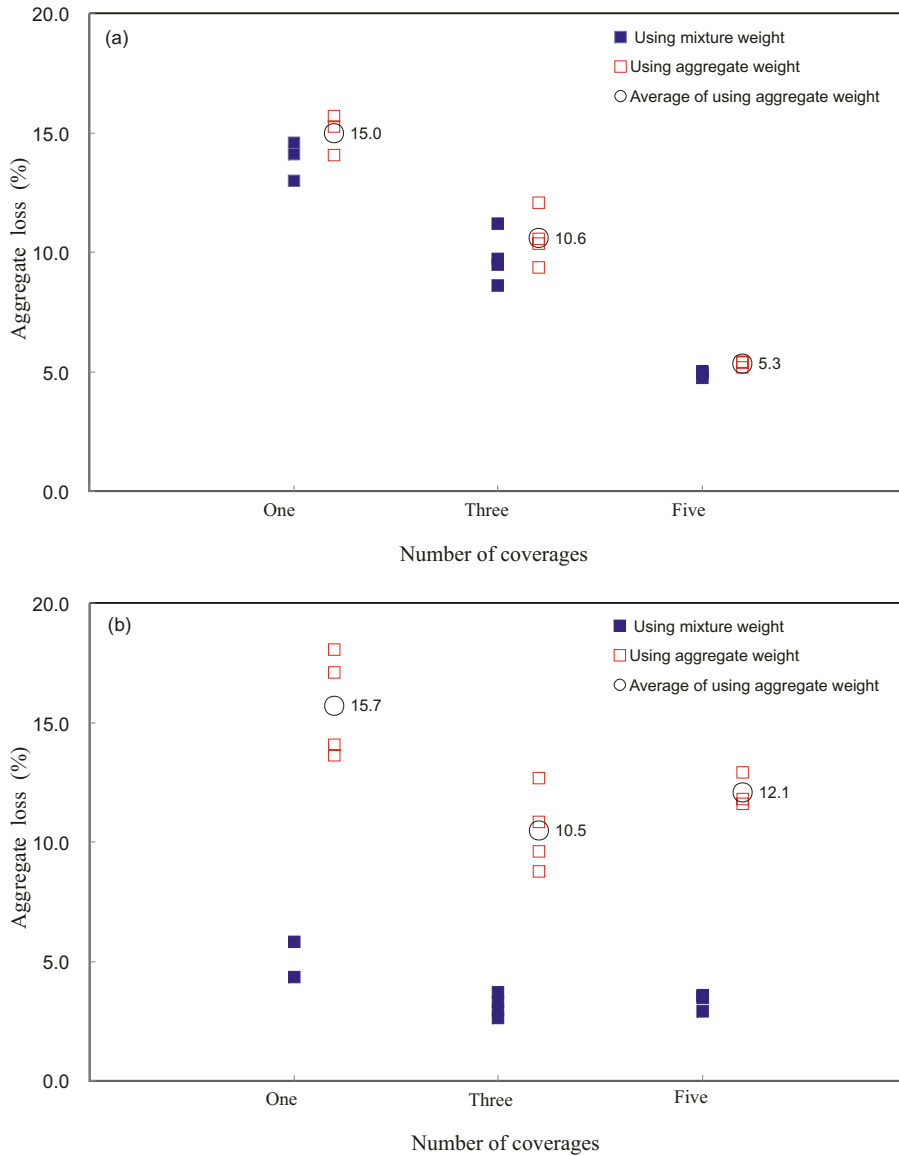 20.0
(a)
Using mixture weight
Using aggregate weight
Average of using aggregate weight
15.0
15.0
10.0
10.6
5.0
5.3
0.0
Aggregate loss (%)
One
Three
Five
Number of coverages
20.0
(b)
Using mixture weight
Using aggregate weight
Average of using aggregate weight
15.7
15.0
12.1
10.5
10.0
5.0
0.0
Aggregate loss (%)
One
Three
Five
Number of coverages